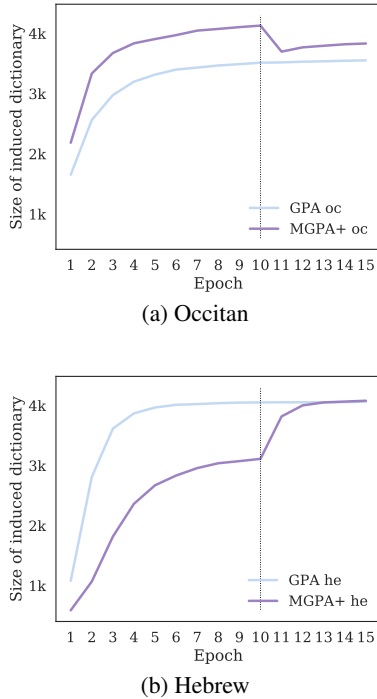 4k
3k
2k
1k
Size of induced dictionary
GPA oc
MGPA+ oc
1 2 3 4 5 6 7 8 9 10 11 12 13 14 15
Epoch
(a) Occitan
4k
3k
2k
1k
Size of induced dictionary
GPA he
MGPA+ he
1 2 3 4 5 6 7 8 9 10 11 12 13 14 15
Epoch
(b) Hebrew